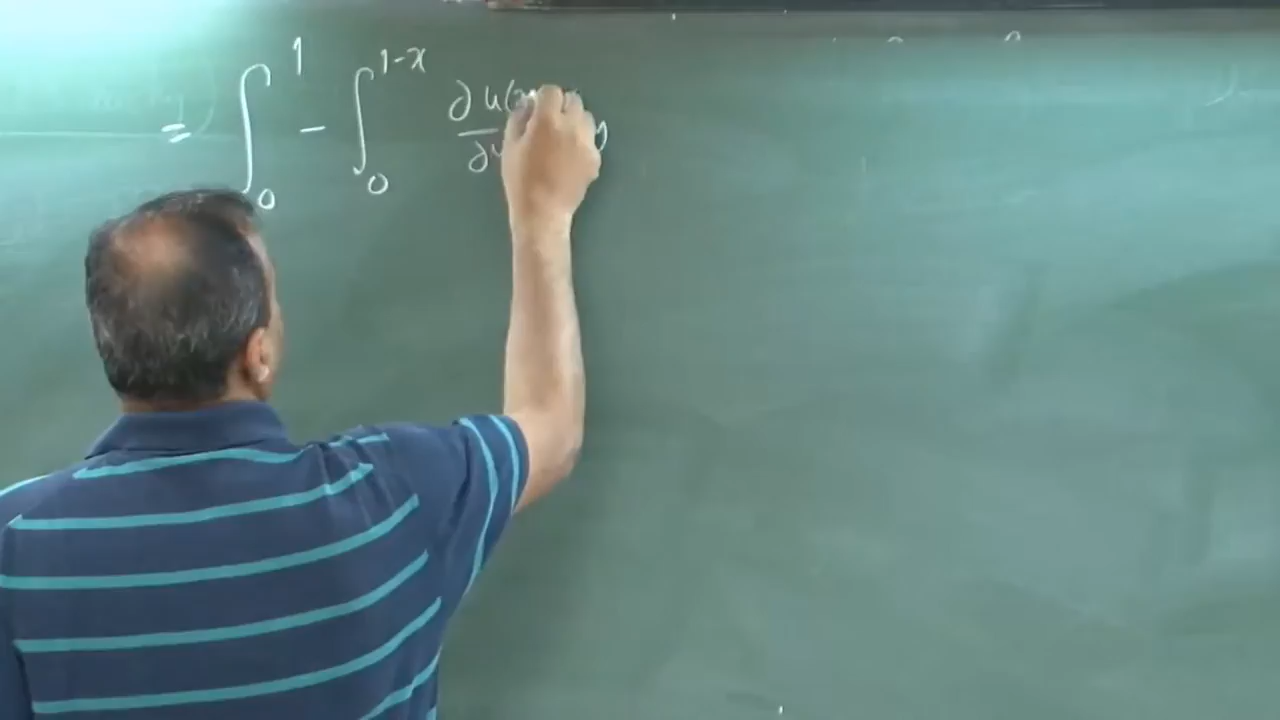 = ∫₀¹ - ∫₀^{1-x} ∂u(x / ∂y y